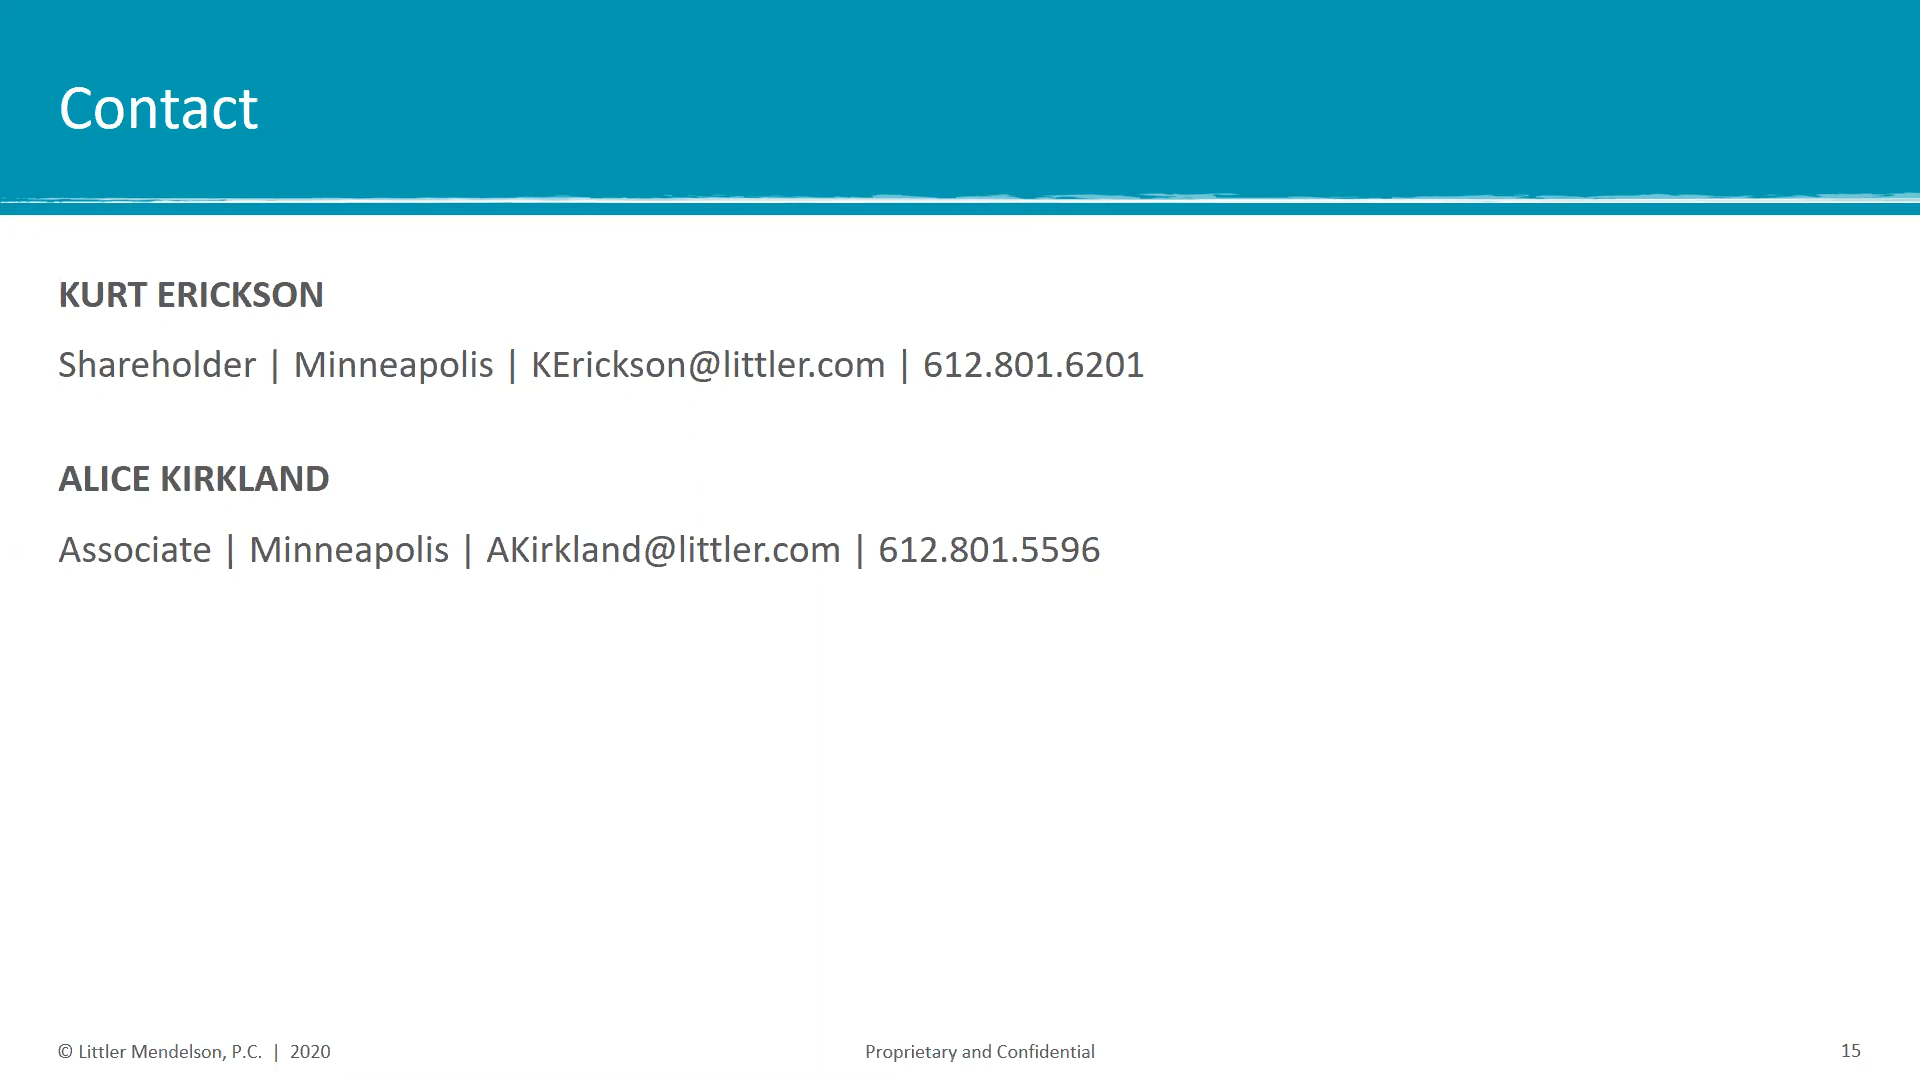 Contact
KURT ERICKSON
Shareholder | Minneapolis | KErickson@littler.com | 612.801.6201
ALICE KIRKLAND
Associate | Minneapolis | AKirkland@littler.com | 612.801.5596
© Littler Mendelson, P.C. | 2020
Proprietary and Confidential
15